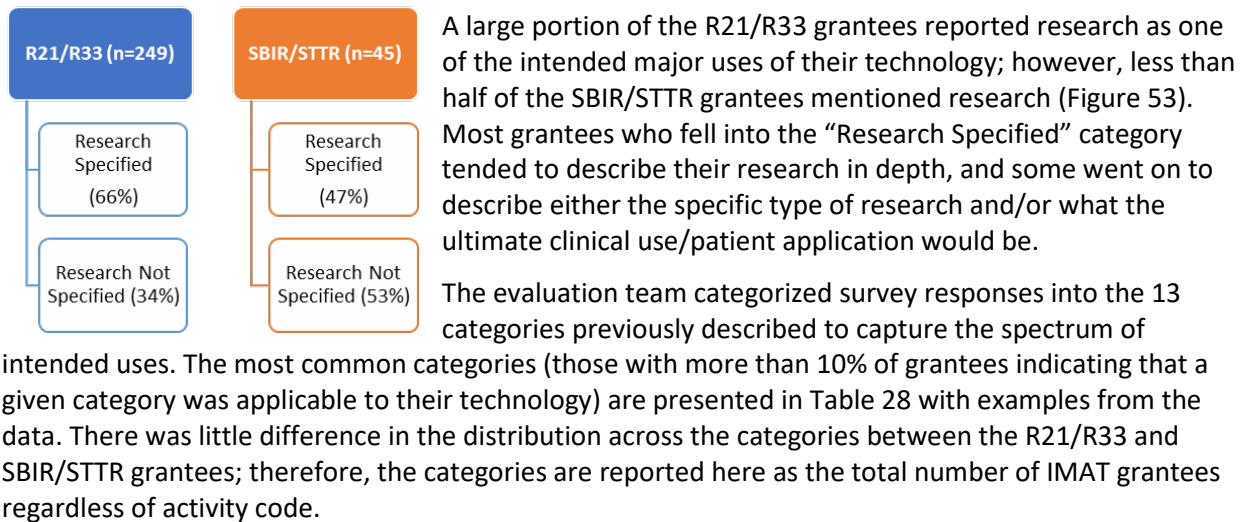 R21/R33 (n=249)
Research
Specified
(66%)
Research Not
Specified (34%)
SBIR/STTR (n=45)
Research
Specified
(47%)
Research Not
Specified (53%)
A large portion of the R21/R33 grantees reported research as one
of the intended major uses of their technology; however, less than
half of the SBIR/STTR grantees mentioned research (Figure 53).
Most grantees who fell into the “Research Specified” category
tended to describe their research in depth, and some went on to
describe either the specific type of research and/or what the
ultimate clinical use/patient application would be.
The evaluation team categorized survey responses into the 13
categories previously described to capture the spectrum of
intended uses. The most common categories (those with more than 10% of grantees indicating that a
given category was applicable to their technology) are presented in Table 28 with examples from the
data. There was little difference in the distribution across the categories between the R21/R33 and
SBIR/STTR grantees; therefore, the categories are reported here as the total number of IMAT grantees
regardless of activity code.